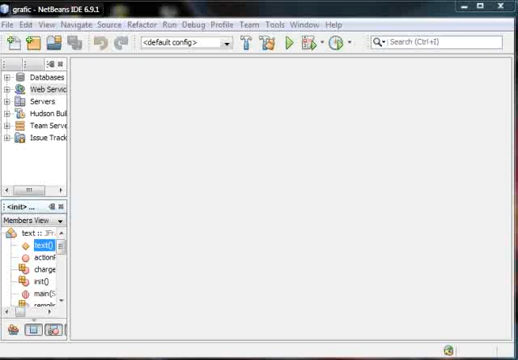 grafic - NetBeans IDE 6.9.1
File Edit View Navigate Source Refactor Run Debug Profile Team Tools Window Help
<default config>
Search (Ctrl+I)
Databases
Web Servic
Servers
Hudson Buil
Team Serve
Issue Track
<init> ...
Members View
text :: JFr
text()
actionP
charge
init()
main(S